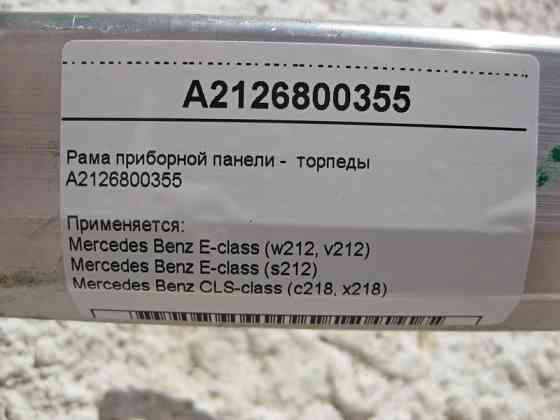 A2126800355
Рама приборной панели - торпеды
A2126800355
Применяется:
Mercedes Benz E-class (w212, v212)
Mercedes Benz E-class (s212)
Mercedes Benz CLS-class (c218, x218)